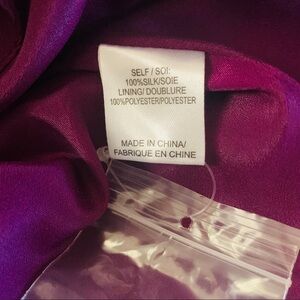 SELF / SOI:
100%SILK/SOIE
LINING/ DOUBLURE
100%POLYESTER/POLYESTER
MADE IN CHINA/
FABRIQUE EN CHINE